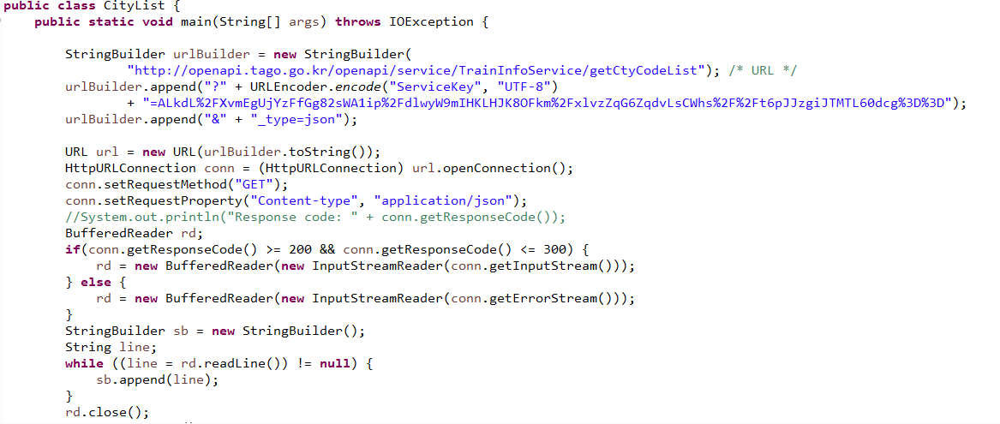 public class CityList {
public static void main(String[] args) throws IOException {
StringBuilder urlBuilder = new StringBuilder(
"http://openapi.tago.go.kr/openapi/service/TrainInfoService/getCtyCodeList"); /* URL */
urlBuilder.append("?" + URLEncoder.encode("ServiceKey", "UTF-8")
+ "=ALkdL%2FXvmEgUjYzFfGg82sWA1ip%2FdlwyW9mIHKLHJK8OFkm%2FxlvzZqG6ZqdvLsCWhs%2F%2Ft6pJJzgiJTMTL60dcg%3D%3D");
urlBuilder.append("&" + "_type=json");
URL url = new URL(urlBuilder.toString());
HttpURLConnection conn = (HttpURLConnection) url.openConnection();
conn.setRequestMethod("GET");
conn.setRequestProperty("Content-type", "application/json");
//System.out.println("Response code: " + conn.getResponseCode());
BufferedReader rd;
if(conn.getResponseCode() >= 200 && conn.getResponseCode() <= 300) {
rd = new BufferedReader(new InputStreamReader(conn.getInputStream()));
} else {
rd = new BufferedReader(new InputStreamReader(conn.getErrorStream()));
}
StringBuilder sb = new StringBuilder();
String line;
while ((line = rd.readLine()) != null) {
sb.append(line);
}
rd.close();